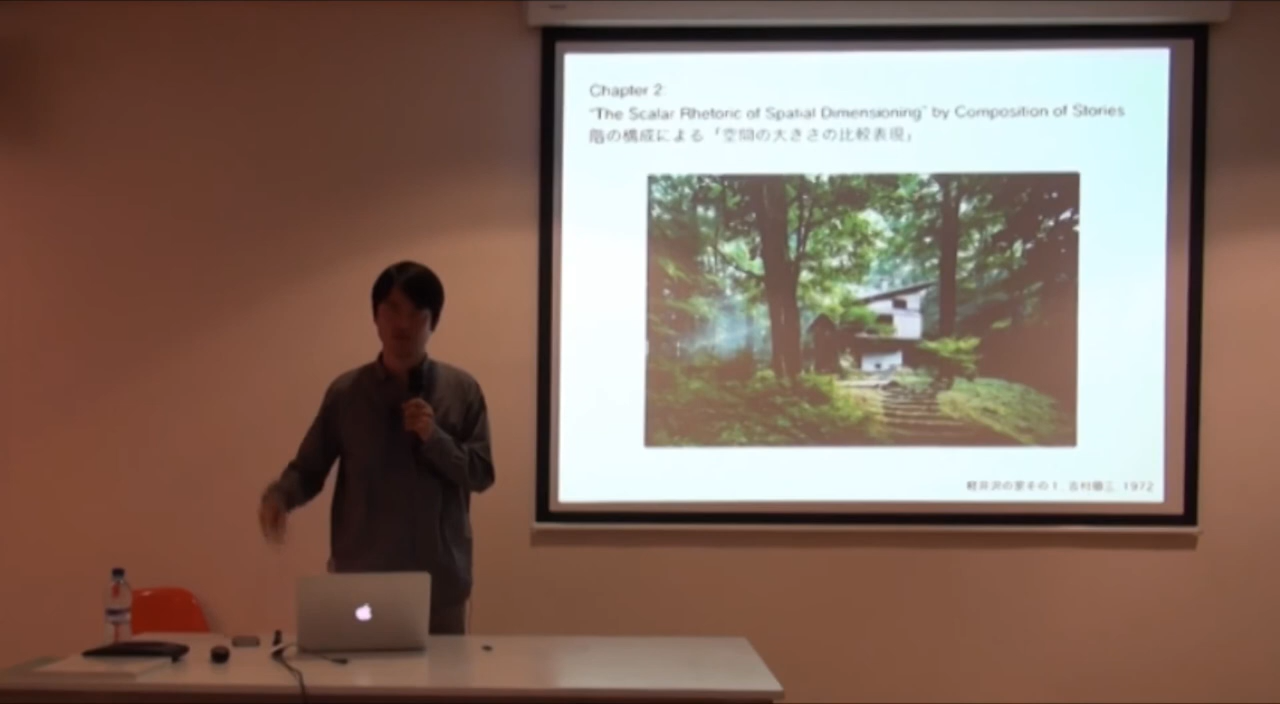 Chapter 2:
"The Scalar Rhetoric of Spatial Dimensioning" by Composition of Stories
階の構成による「空間の大きさの比較表現」
軽井沢の家その1 吉村順三 1972